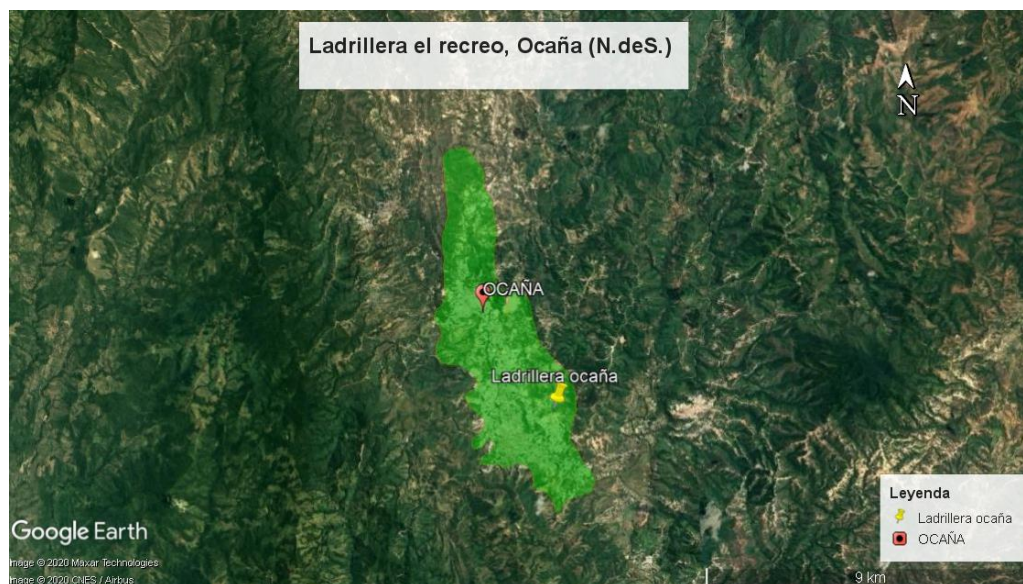 Ladrillera el recreo, Ocaña (N.deS.)
N
OCAÑA
Ladrillera ocaña
Leyenda
Ladrillera ocaña
OCAÑA
Google Earth
Image © 2020 Maxar Technologies
Image © 2020 CNES / Airbus
9 km